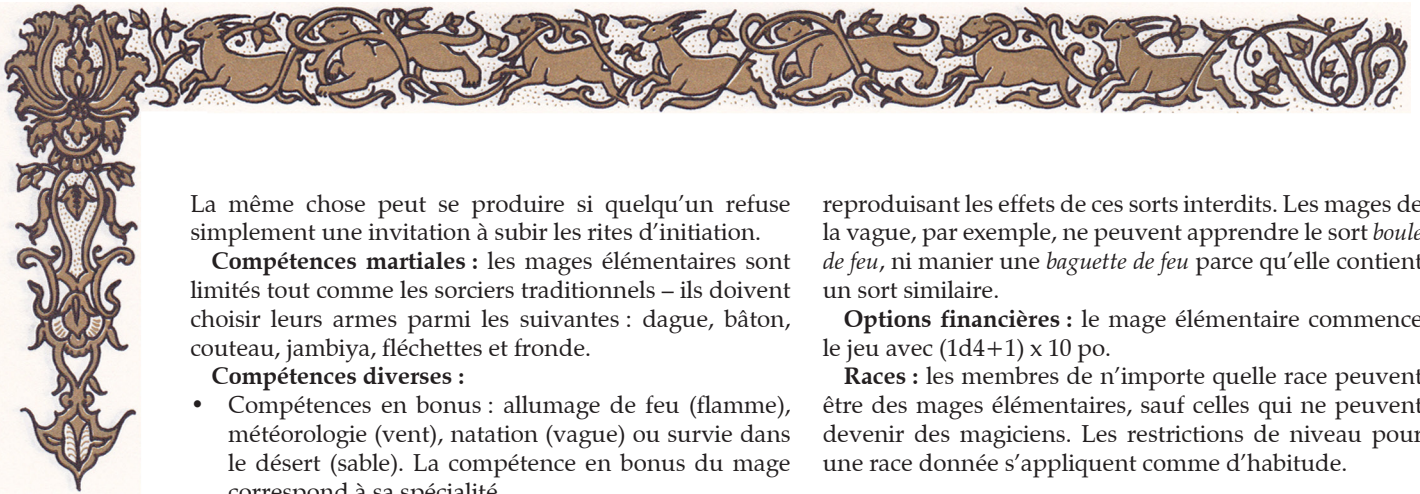 La même chose peut se produire si quelqu’un refuse
simplement une invitation à subir les rites d’initiation.
Compétences martiales : les mages élémentaires sont
limités tout comme les sorciers traditionnels – ils doivent
choisir leurs armes parmi les suivantes : dague, bâton,
couteau, jambiya, fléchettes et fronde.
Compétences diverses :
• Compétences en bonus : allumage de feu (flamme),
météorologie (vent), natation (vague) ou survie dans
le désert (sable). La compétence en bonus du mage
correspond à sa spécialité.
reproduisant les effets de ces sorts interdits. Les mages de
la vague, par exemple, ne peuvent apprendre le sort boule
de feu, ni manier une baguette de feu parce qu’elle contient
un sort similaire.
Options financières : le mage élémentaire commence
le jeu avec (1d4+1) x 10 po.
Races : les membres de n’importe quelle race peuvent
être des mages élémentaires, sauf celles qui ne peuvent
devenir des magiciens. Les restrictions de niveau pour
une race donnée s’appliquent comme d’habitude.